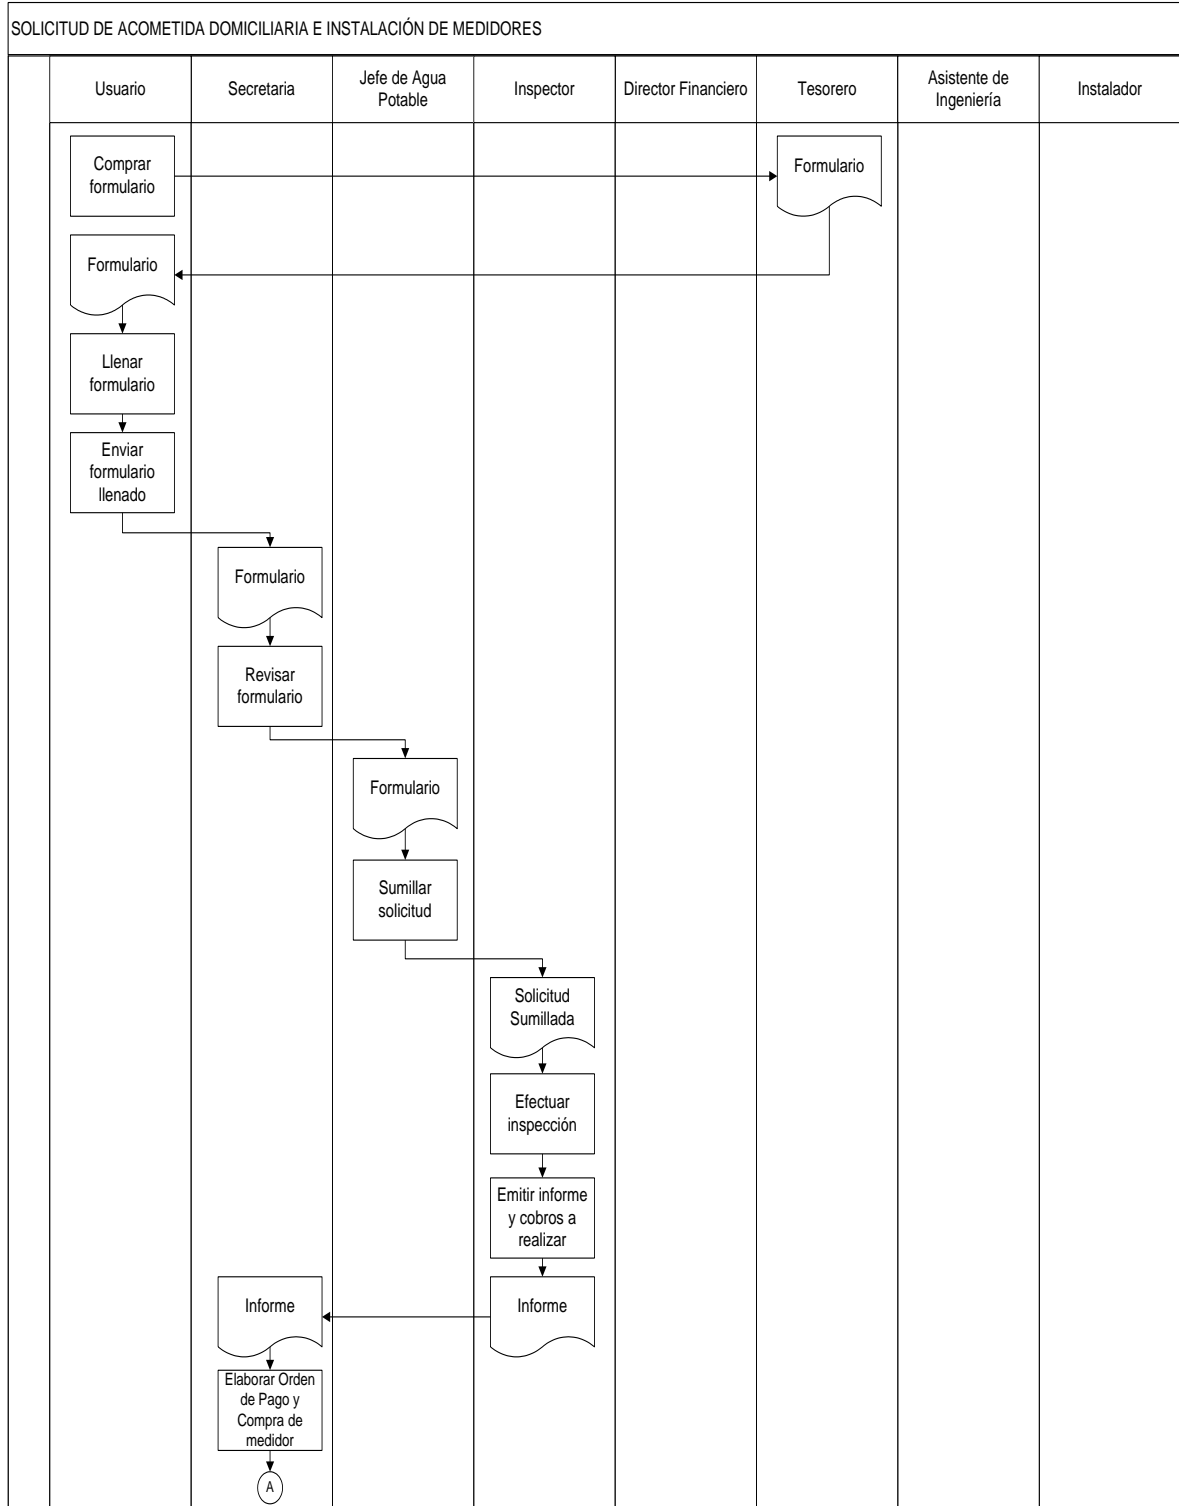 SOLICITUD DE ACOMETIDA DOMICILIARIA E INSTALACIÓN DE MEDIDORES
Usuario
Secretaria
Jefe de Agua
Potable
Inspector
Director Financiero
Tesorero
Asistente de
Ingeniería
Instalador
Comprar
formulario
Formulario
Formulario
Llenar
formulario
Enviar
formulario
llenado
Formulario
Revisar
formulario
Formulario
Sumillar
solicitud
Solicitud
Sumillada
Efectuar
inspección
Emitir informe
y cobros a
realizar
Informe
Informe
Elaborar Orden
de Pago y
Compra de
medidor
A